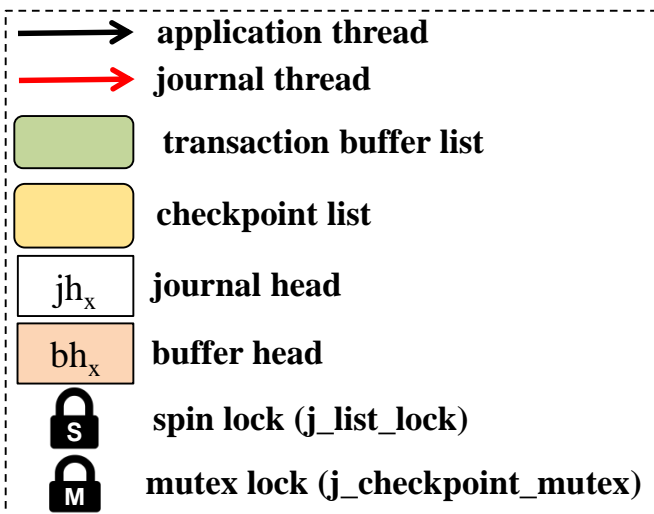 application thread
journal thread
transaction buffer list
checkpoint list
jhx journal head
bhx buffer head
S spin lock (j_list_lock)
M mutex lock (j_checkpoint_mutex)